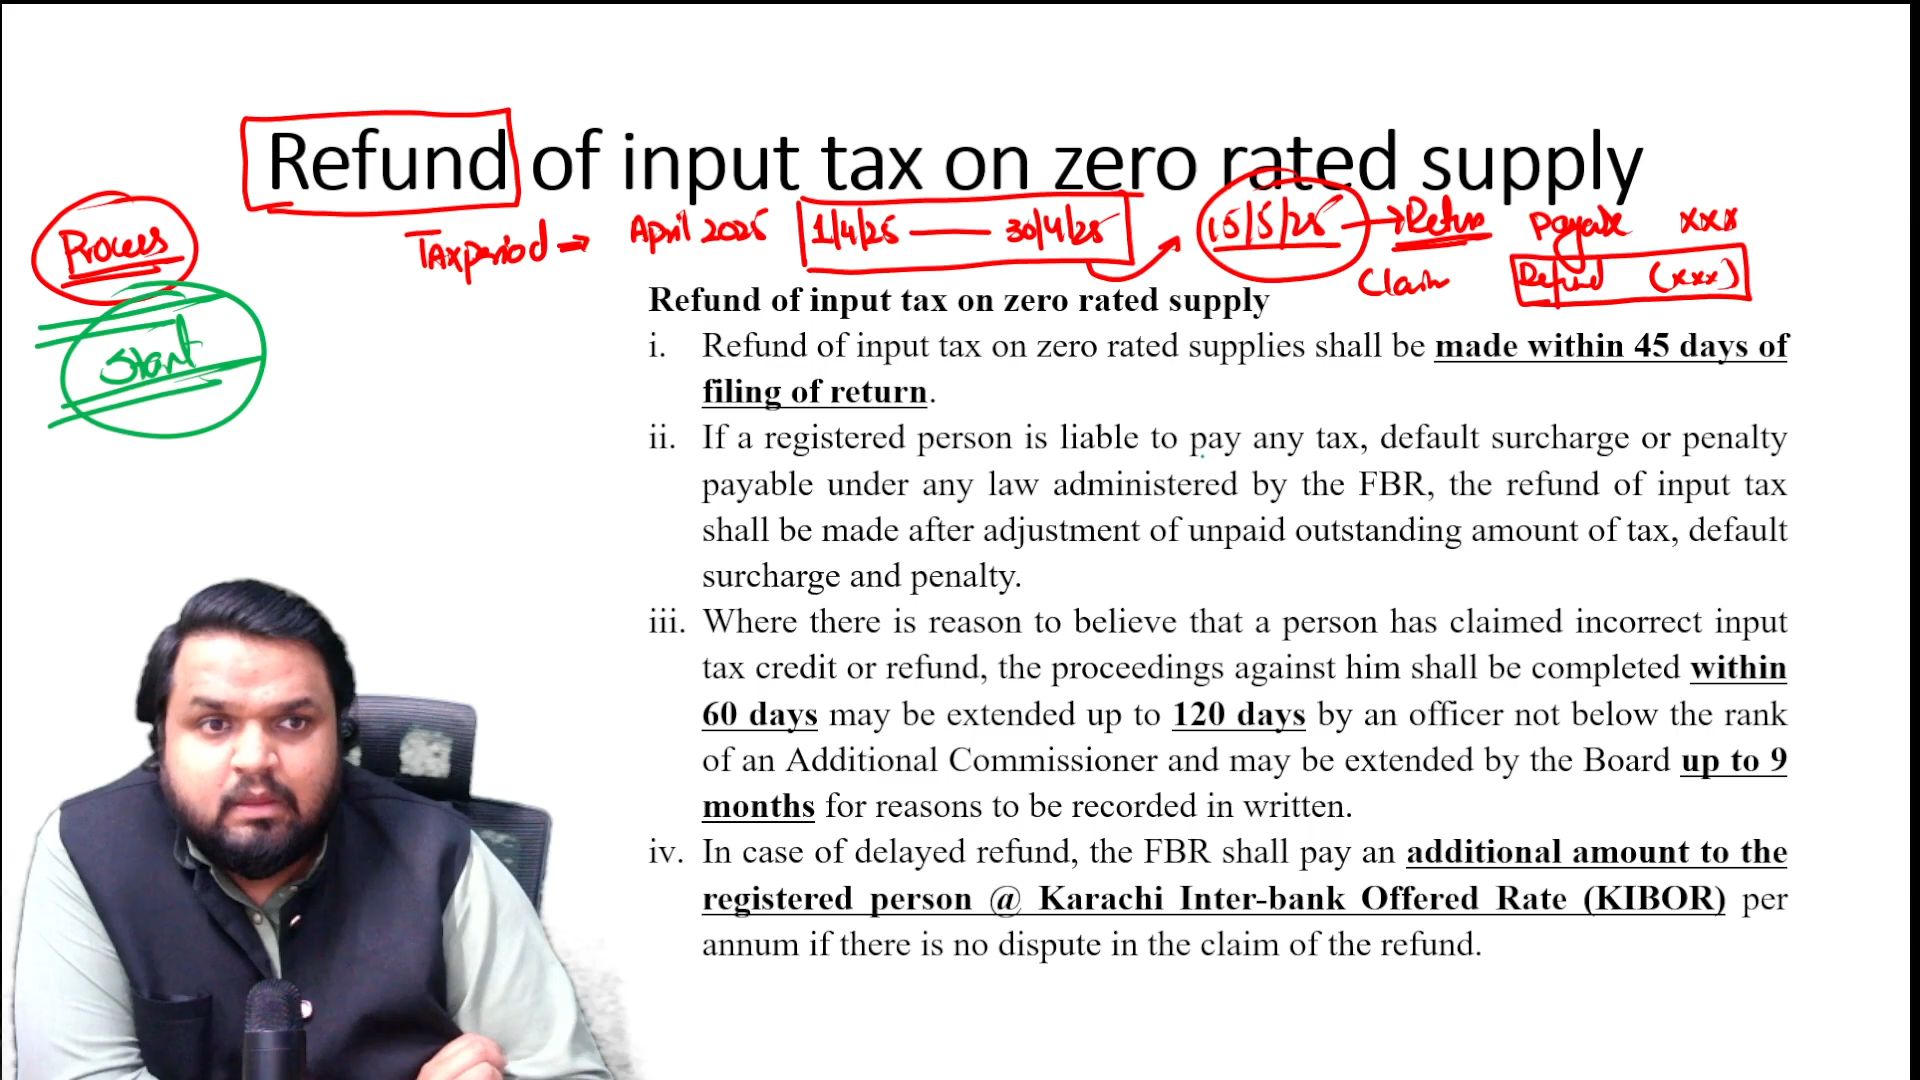 Refund of input tax on zero rated supply
Process
Start
Taxperiod → April 2025 1/4/25 — 30/4/25 → 15/5/25 → Return Payable xxx
Claim Refund (xxx)
Refund of input tax on zero rated supply
i. Refund of input tax on zero rated supplies shall be made within 45 days of
filing of return.
ii. If a registered person is liable to pay any tax, default surcharge or penalty
payable under any law administered by the FBR, the refund of input tax
shall be made after adjustment of unpaid outstanding amount of tax, default
surcharge and penalty.
iii. Where there is reason to believe that a person has claimed incorrect input
tax credit or refund, the proceedings against him shall be completed within
60 days may be extended up to 120 days by an officer not below the rank
of an Additional Commissioner and may be extended by the Board up to 9
months for reasons to be recorded in written.
iv. In case of delayed refund, the FBR shall pay an additional amount to the
registered person @ Karachi Inter-bank Offered Rate (KIBOR) per
annum if there is no dispute in the claim of the refund.